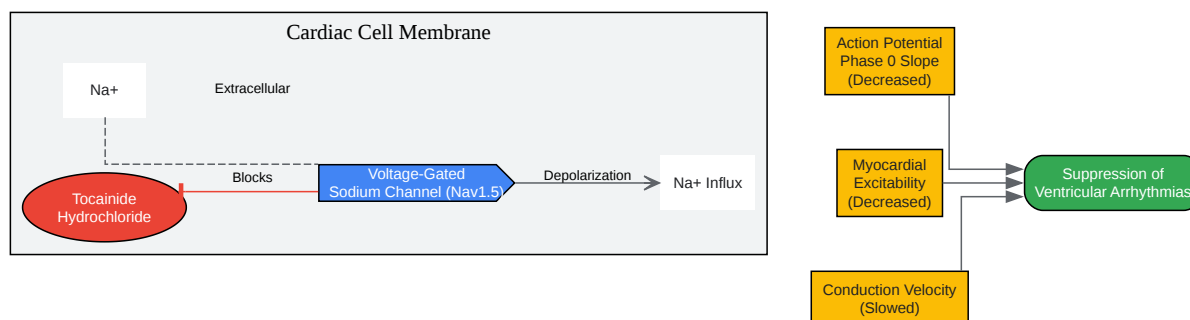 Cardiac Cell Membrane
Na+
Extracellular
Tocainide
Hydrochloride
Blocks
Voltage-Gated
Sodium Channel (Nav1.5)
Depolarization
Na+ Influx
Action Potential
Phase 0 Slope
(Decreased)
Myocardial
Excitability
(Decreased)
Conduction Velocity
(Slowed)
Suppression of
Ventricular Arrhythmias